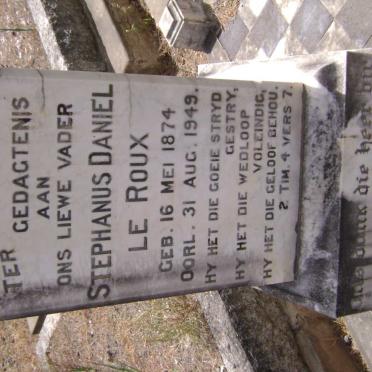 TER GEDAGTENIS
AAN
ONS LIEWE VADER
STEPHANUS DANIEL
LE ROUX
GEB. 16 MEI 1874
OORL. 31 AUG. 1949.
HY HET DIE GOEIE STRYD
GESTRY,
HY HET DIE WEDLOOP
VOLEINDIG,
HY HET DIE GELOOF BEHOU.
2 TIM. 4 VERS 7.